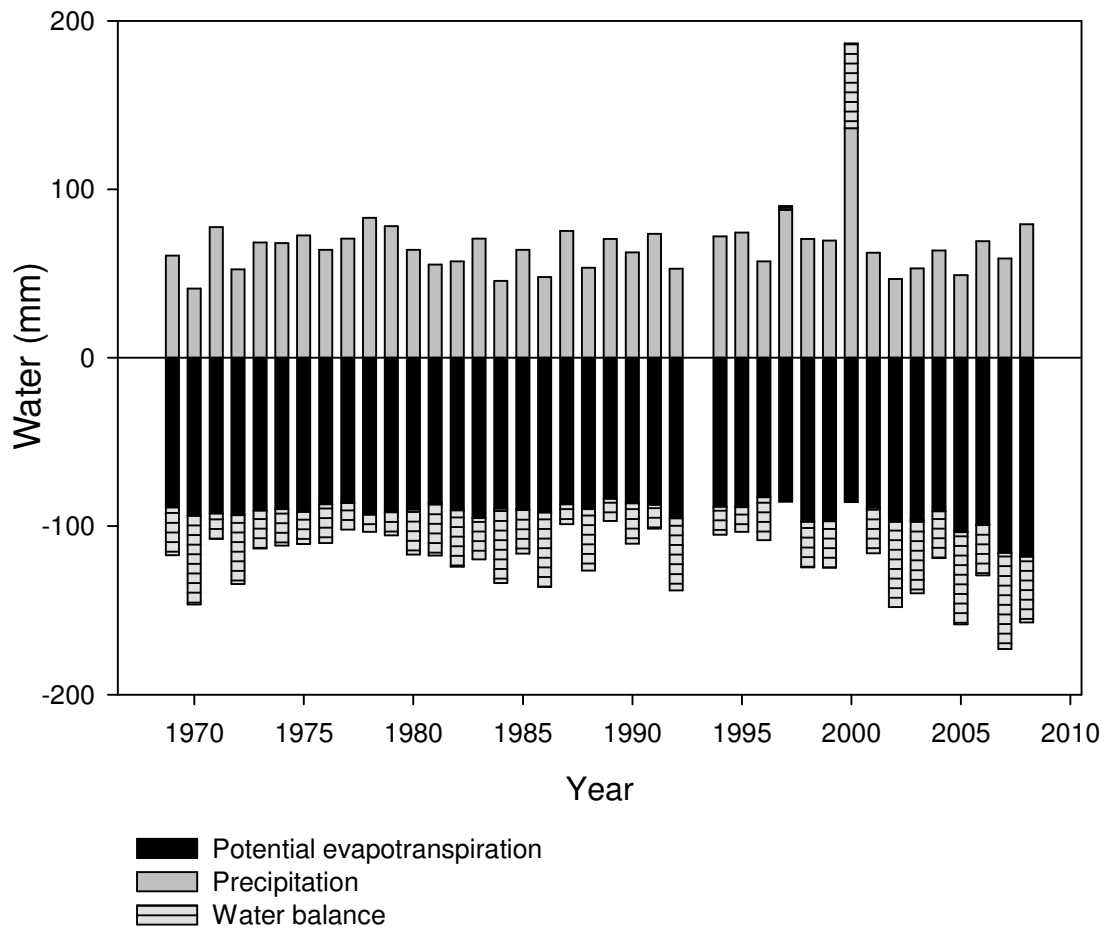 200
100
0
-100
-200
Water (mm)
1970 1975 1980 1985 1990 1995 2000 2005 2010
Year
Potential evapotranspiration
Precipitation
Water balance